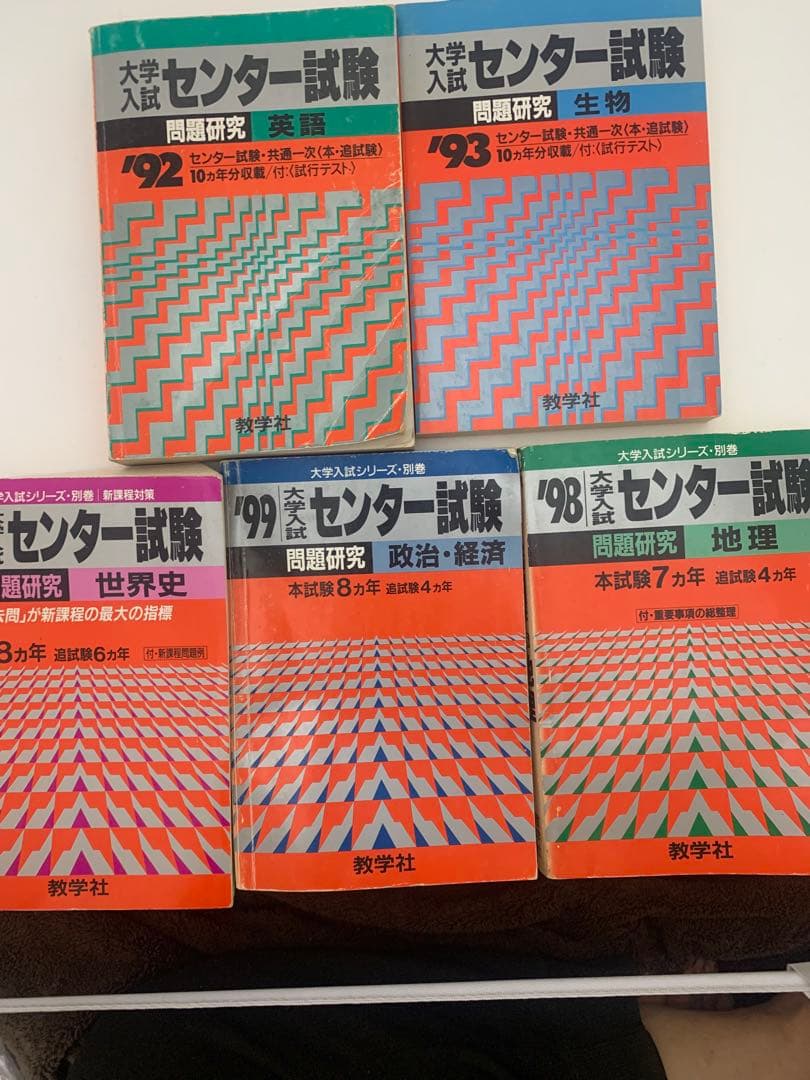 大学入試 センター試験
問題研究 英語
'92 センター試験・共通一次〈本・追試験〉
10ヵ年分収載/付:〈試行テスト〉
教学社
大学入試 センター試験
問題研究 生物
'93 センター試験・共通一次〈本・追試験〉
10ヵ年分収載/付:〈試行テスト〉
教学社
学入試シリーズ・別巻 新課程対策
センター試験
題研究 世界史
去問」が新課程の最大の指標
8ヵ年 追試験6ヵ年 付・新課程問題例
教学社
大学入試シリーズ・別巻
'99 大学入試 センター試験
問題研究 政治・経済
本試験8ヵ年 追試験4ヵ年
教学社
大学入試シリーズ・別巻
'98 大学入試 センター試験
問題研究 地理
本試験7ヵ年 追試験4ヵ年
付・重要事項の総整理
教学社